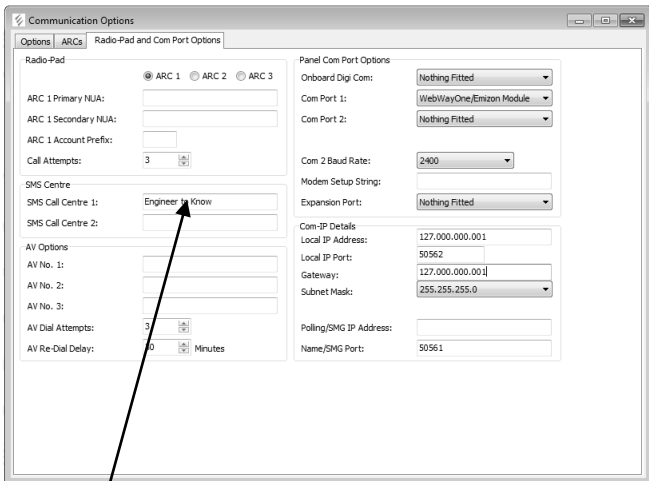 Communication Options
Options ARCs Radio-Pad and Com Port Options
Radio-Pad
ARC 1 ARC 2 ARC 3
ARC 1 Primary NUA:
ARC 1 Secondary NUA:
ARC 1 Account Prefix:
Call Attempts: 3
SMS Centre
SMS Call Centre 1: Engineer to Know
SMS Call Centre 2:
AV Options
AV No. 1:
AV No. 2:
AV No. 3:
AV Dial Attempts: 3
AV Re-Dial Delay: Minutes
Panel Com Port Options
Onboard Digi Com: Nothing Fitted
Com Port 1: WebWayOne/Emizon Module
Com Port 2: Nothing Fitted
Com 2 Baud Rate: 2400
Modem Setup String:
Expansion Port: Nothing Fitted
Com-IP Details
Local IP Address: 127.000.000.001
Local IP Port: 50562
Gateway: 127.000.000.001
Subnet Mask: 255.255.255.0
Polling/SMG IP Address:
Name/SMG Port: 50561